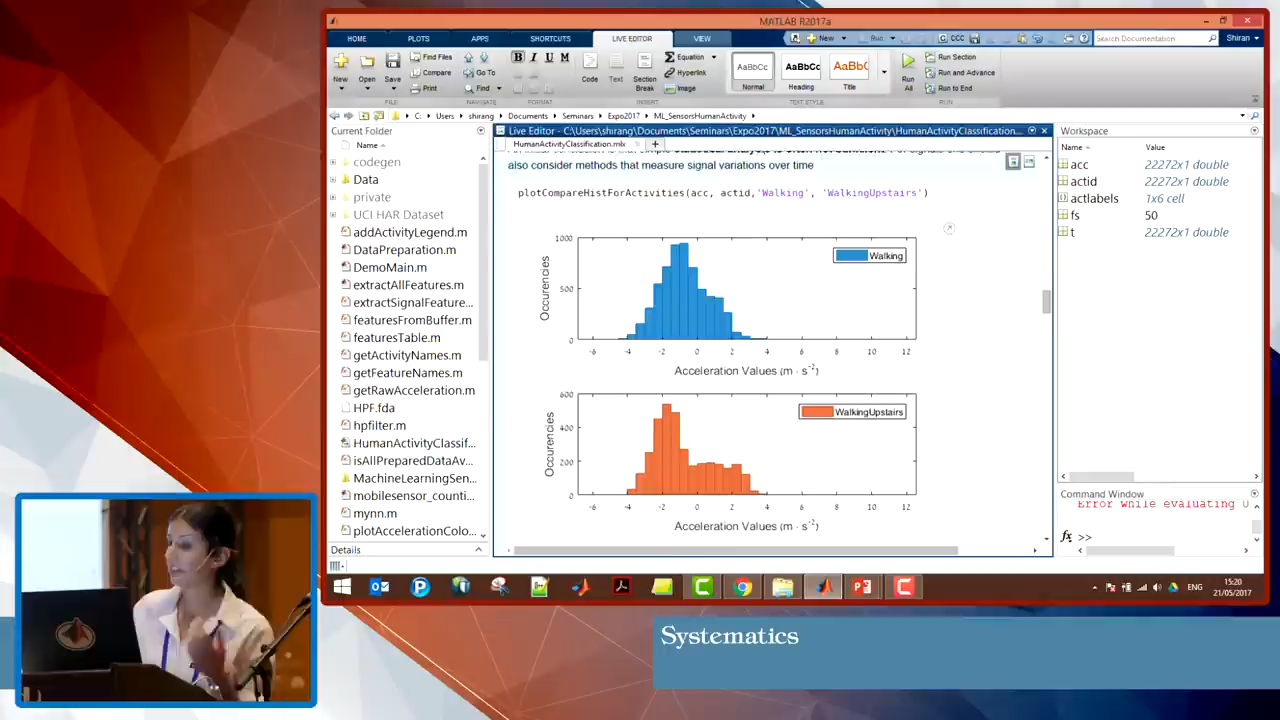 MATLAB R2017a
HOME PLOTS APPS SHORTCUTS LIVE EDITOR VIEW
New Run CCC Search Documentation Shiran
New Open Save Find Files Compare Print
Go To Find
NAVIGATE
B I U M
FORMAT
Code Text Section Break
Equation Hyperlink Image
INSERT
AaBbCc Normal AaBbCc Heading AaBbC Title
TEXT STYLE
Run All Run Section Run and Advance Run to End
FILE RUN
C: Users shirang Documents Seminars Expo2017 ML_SensorsHumanActivity
Current Folder
Name
codegen
Data
private
UCI HAR Dataset
addActivityLegend.m
DataPreparation.m
DemoMain.m
extractAllFeatures.m
extractSignalFeature...
featuresFromBuffer.m
featuresTable.m
getActivityNames.m
getFeatureNames.m
getRawAcceleration.m
HPF.fda
hpfilter.m
HumanActivityClassif...
isAllPreparedDataAv...
MachineLearningSen...
mobilesensor_counti...
mynn.m
plotAccelerationColo...
Details
Live Editor - C:\Users\shirang\Documents\Seminars\Expo2017\ML_SensorsHumanActivity\HumanActivityClassification...
HumanActivityClassification.mlx
also consider methods that measure signal variations over time
plotCompareHistForActivities(acc, actid,'Walking', 'WalkingUpstairs')
1000
500
0
Occurencies
Walking
-6 -4 -2 0 2 4 6 8 10 12
Acceleration Values (m · s⁻²)
600
400
200
0
Occurencies
WalkingUpstairs
-6 -4 -2 0 2 4 6 8 10 12
Acceleration Values (m · s⁻²)
Workspace
Name Value
acc 22272x1 double
actid 22272x1 double
actlabels 1x6 cell
fs 50
t 22272x1 double
Command Window
Error while evaluating U
fx >>
ENG
15:20
21/05/2017
Systematics